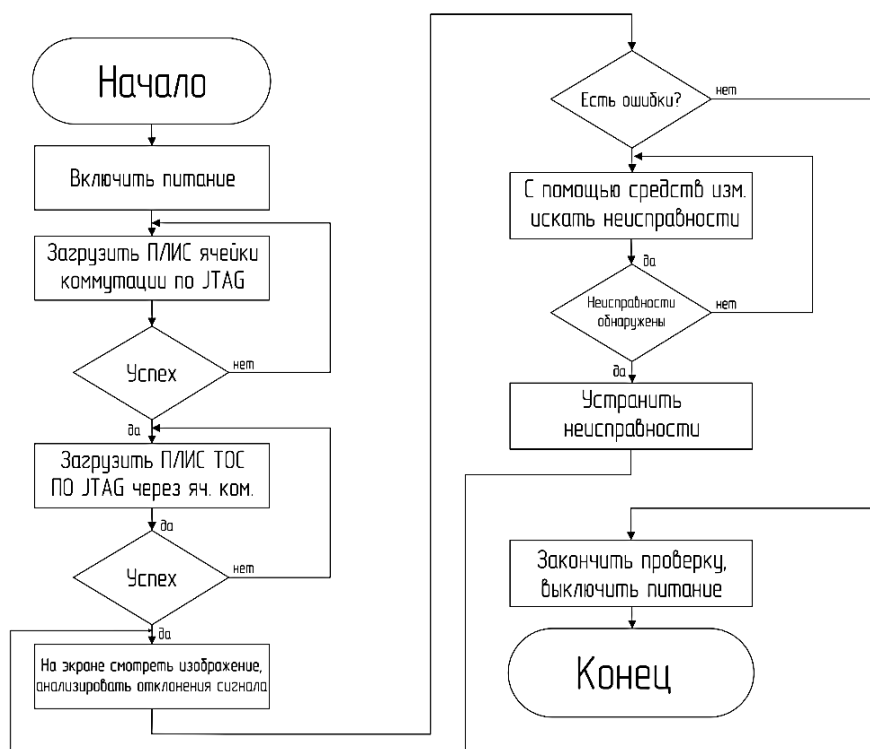 Начало
Включить питание
Загрузить ПЛИС ячейки
коммутации по JTAG
Успех
нет
да
Загрузить ПЛИС ТОС
ПО JTAG через яч. ком.
да
Успех
нет
да
На экране смотреть изображение,
анализировать отклонения сигнала
Есть ошибки?
нет
С помощью средств изм.
искать неисправности
да
Неисправности
обнаружены
нет
да
Устранить
неисправности
Закончить проверку,
выключить питание
Конец